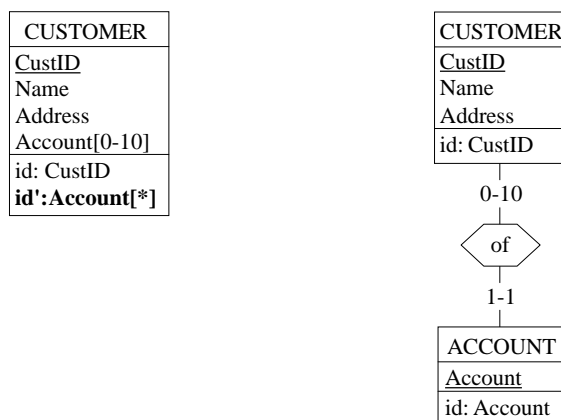 CUSTOMER
CustID
Name
Address
Account[0-10]
id: CustID
id':Account[*]
CUSTOMER
CustID
Name
Address
id: CustID
0-10
of
1-1
ACCOUNT
Account
id: Account